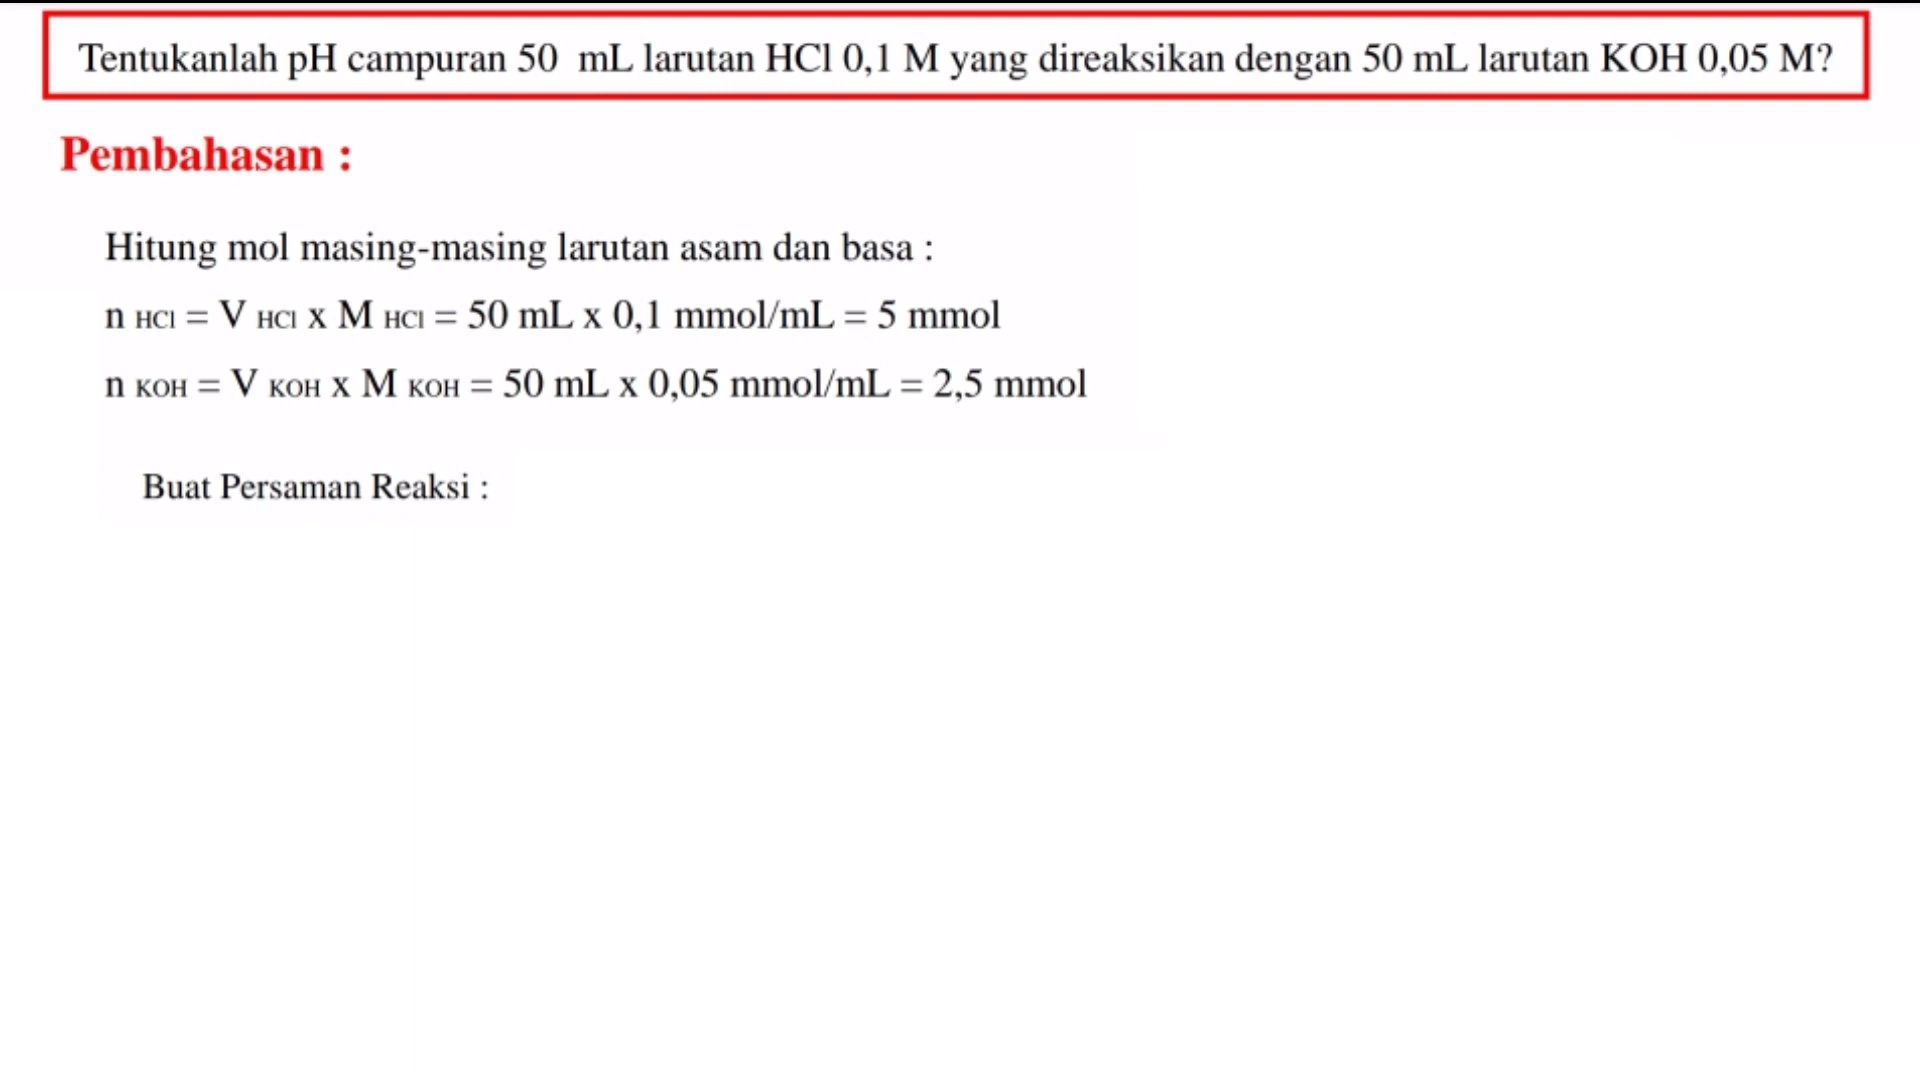 Tentukanlah pH campuran 50 mL larutan HCl 0,1 M yang direaksikan dengan 50 mL larutan KOH 0,05 M?
Pembahasan :
Hitung mol masing-masing larutan asam dan basa :
n HCl = V HCl x M HCl = 50 mL x 0,1 mmol/mL = 5 mmol
n KOH = V KOH x M KOH = 50 mL x 0,05 mmol/mL = 2,5 mmol
Buat Persaman Reaksi :